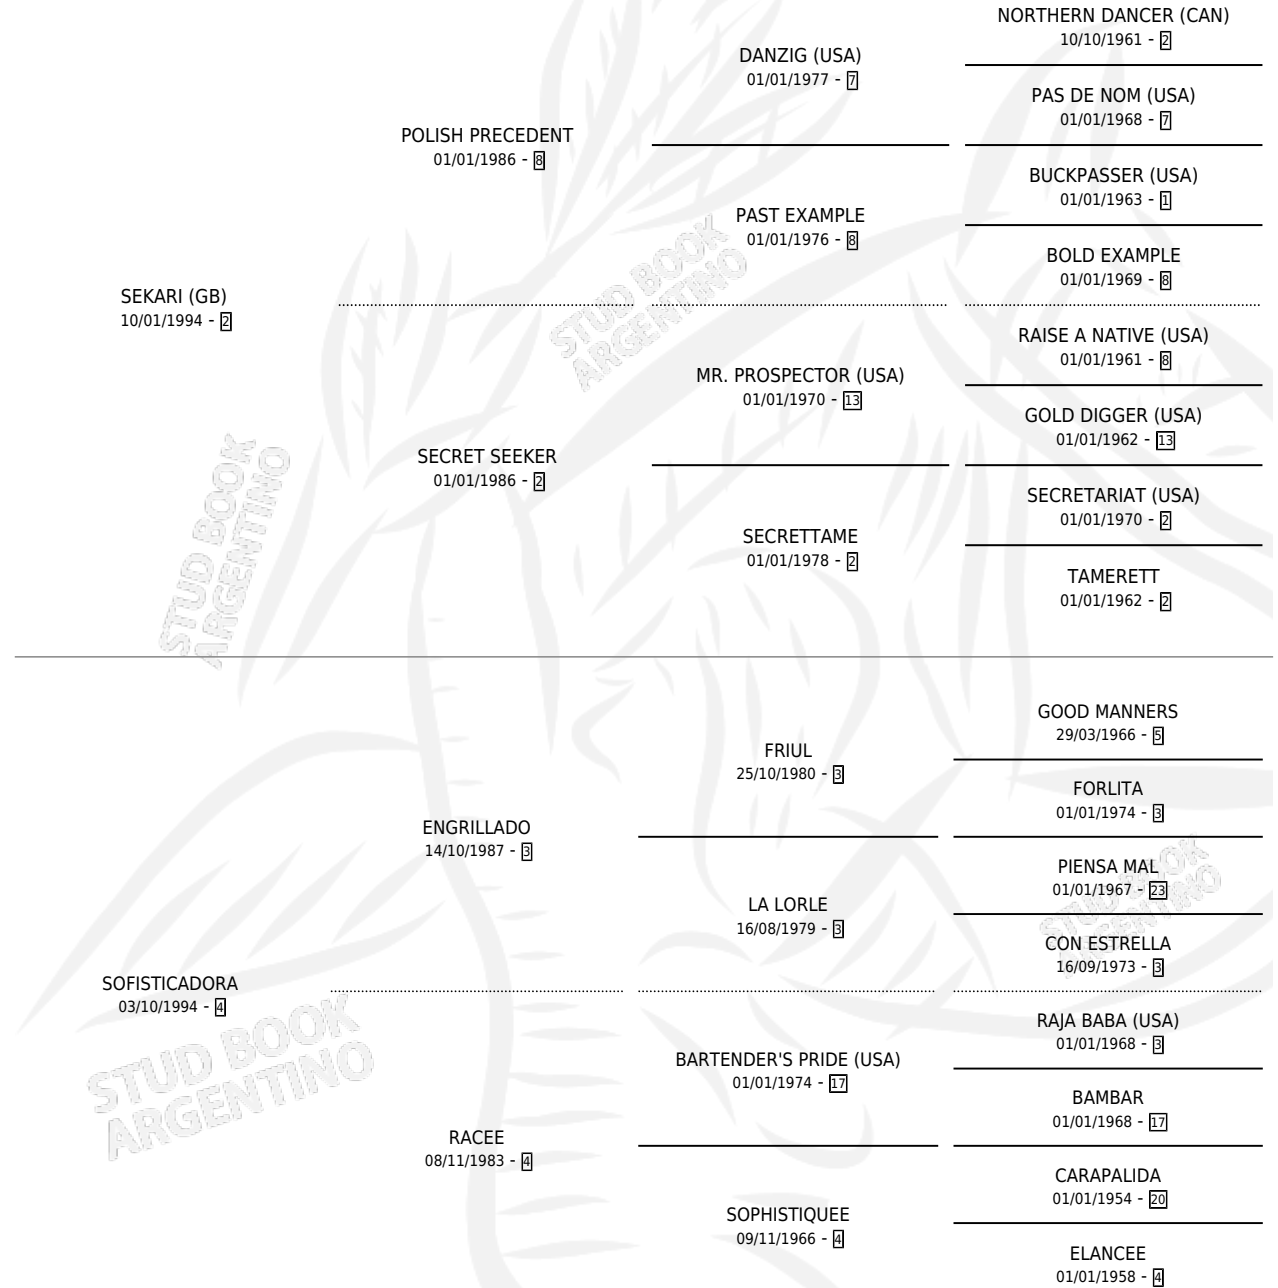 NORTHERN DANCER (CAN)
10/10/1961 - 2
DANZIG (USA)
01/01/1977 - 7
PAS DE NOM (USA)
01/01/1968 - 7
POLISH PRECEDENT
01/01/1986 - 8
BUCKPASSER (USA)
01/01/1963 - 1
PAST EXAMPLE
01/01/1976 - 8
BOLD EXAMPLE
01/01/1969 - 8
SEKARI (GB)
10/01/1994 - 2
RAISE A NATIVE (USA)
01/01/1961 - 8
MR. PROSPECTOR (USA)
01/01/1970 - 13
GOLD DIGGER (USA)
01/01/1962 - 13
SECRET SEEKER
01/01/1986 - 2
SECRETARIAT (USA)
01/01/1970 - 2
SECRETTAME
01/01/1978 - 2
TAMERETT
01/01/1962 - 2
GOOD MANNERS
29/03/1966 - 5
FRIUL
25/10/1980 - 3
FORLITA
01/01/1974 - 3
ENGRILLADO
14/10/1987 - 3
PIENSA MAL
01/01/1967 - 23
LA LORLE
16/08/1979 - 3
CON ESTRELLA
16/09/1973 - 3
SOFISTICADORA
03/10/1994 - 4
RAJA BABA (USA)
01/01/1968 - 3
BARTENDER'S PRIDE (USA)
01/01/1974 - 17
BAMBAR
01/01/1968 - 17
RACEE
08/11/1983 - 4
CARAPALIDA
01/01/1954 - 20
SOPHISTIQUEE
09/11/1966 - 4
ELANCEE
01/01/1958 - 4
STUD BOOK
ARGENTINO
STUD BOOK
ARGENTINO
STUD BOOK
ARGENTINO
STUD BOOK
ARGENTINO